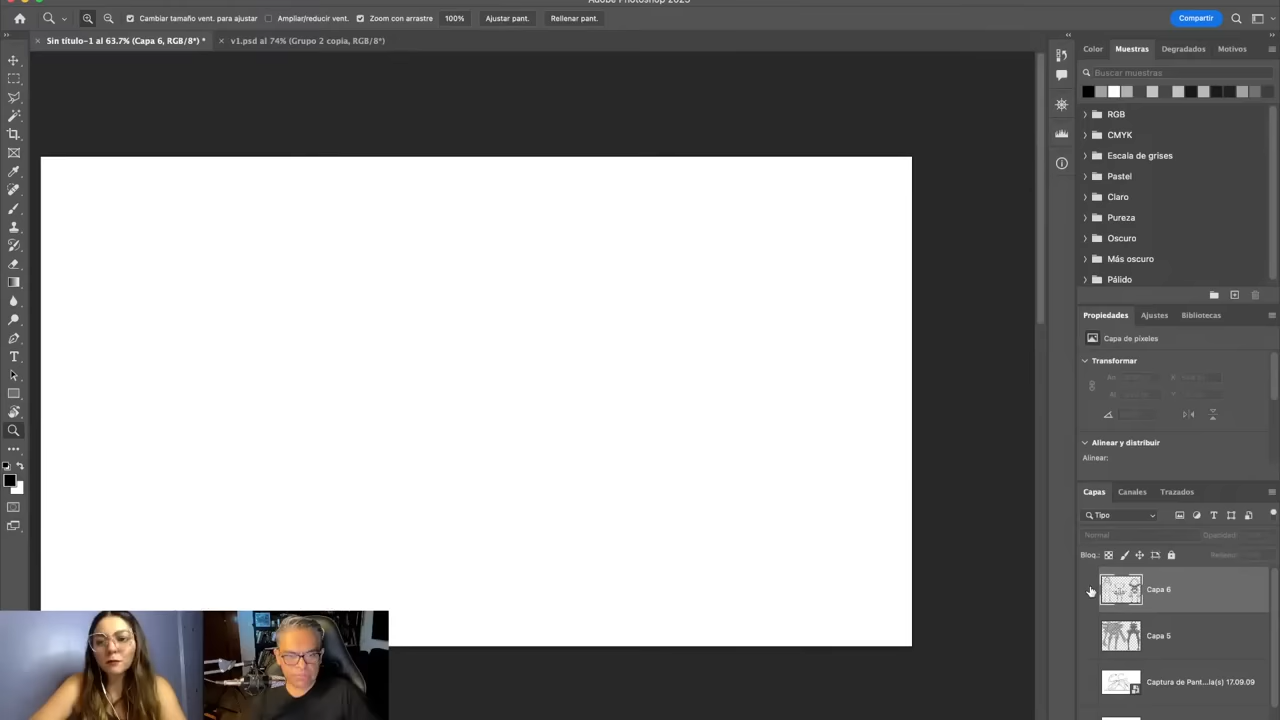 Adobe Photoshop 2023
Cambiar tamaño vent. para ajustar
Ampliar/reducir vent.
Zoom con arrastre
100%
Ajustar pant.
Rellenar pant.
Compartir
Sin título-1 al 63.7% (Capa 6, RGB/8*) *
v1.psd al 74% (Grupo 2 copia, RGB/8*)
Color
Muestras
Degradados
Motivos
Buscar muestras
RGB
CMYK
Escala de grises
Pastel
Claro
Pureza
Oscuro
Más oscuro
Pálido
Propiedades
Ajustes
Bibliotecas
Capa de píxeles
Transformar
Alinear y distribuir
Alinear:
Capas
Canales
Trazados
Tipo
Normal
Opacidad
Bloq.:
Relleno:
Capa 6
Capa 5
Captura de Pant...la(s) 17.09.09